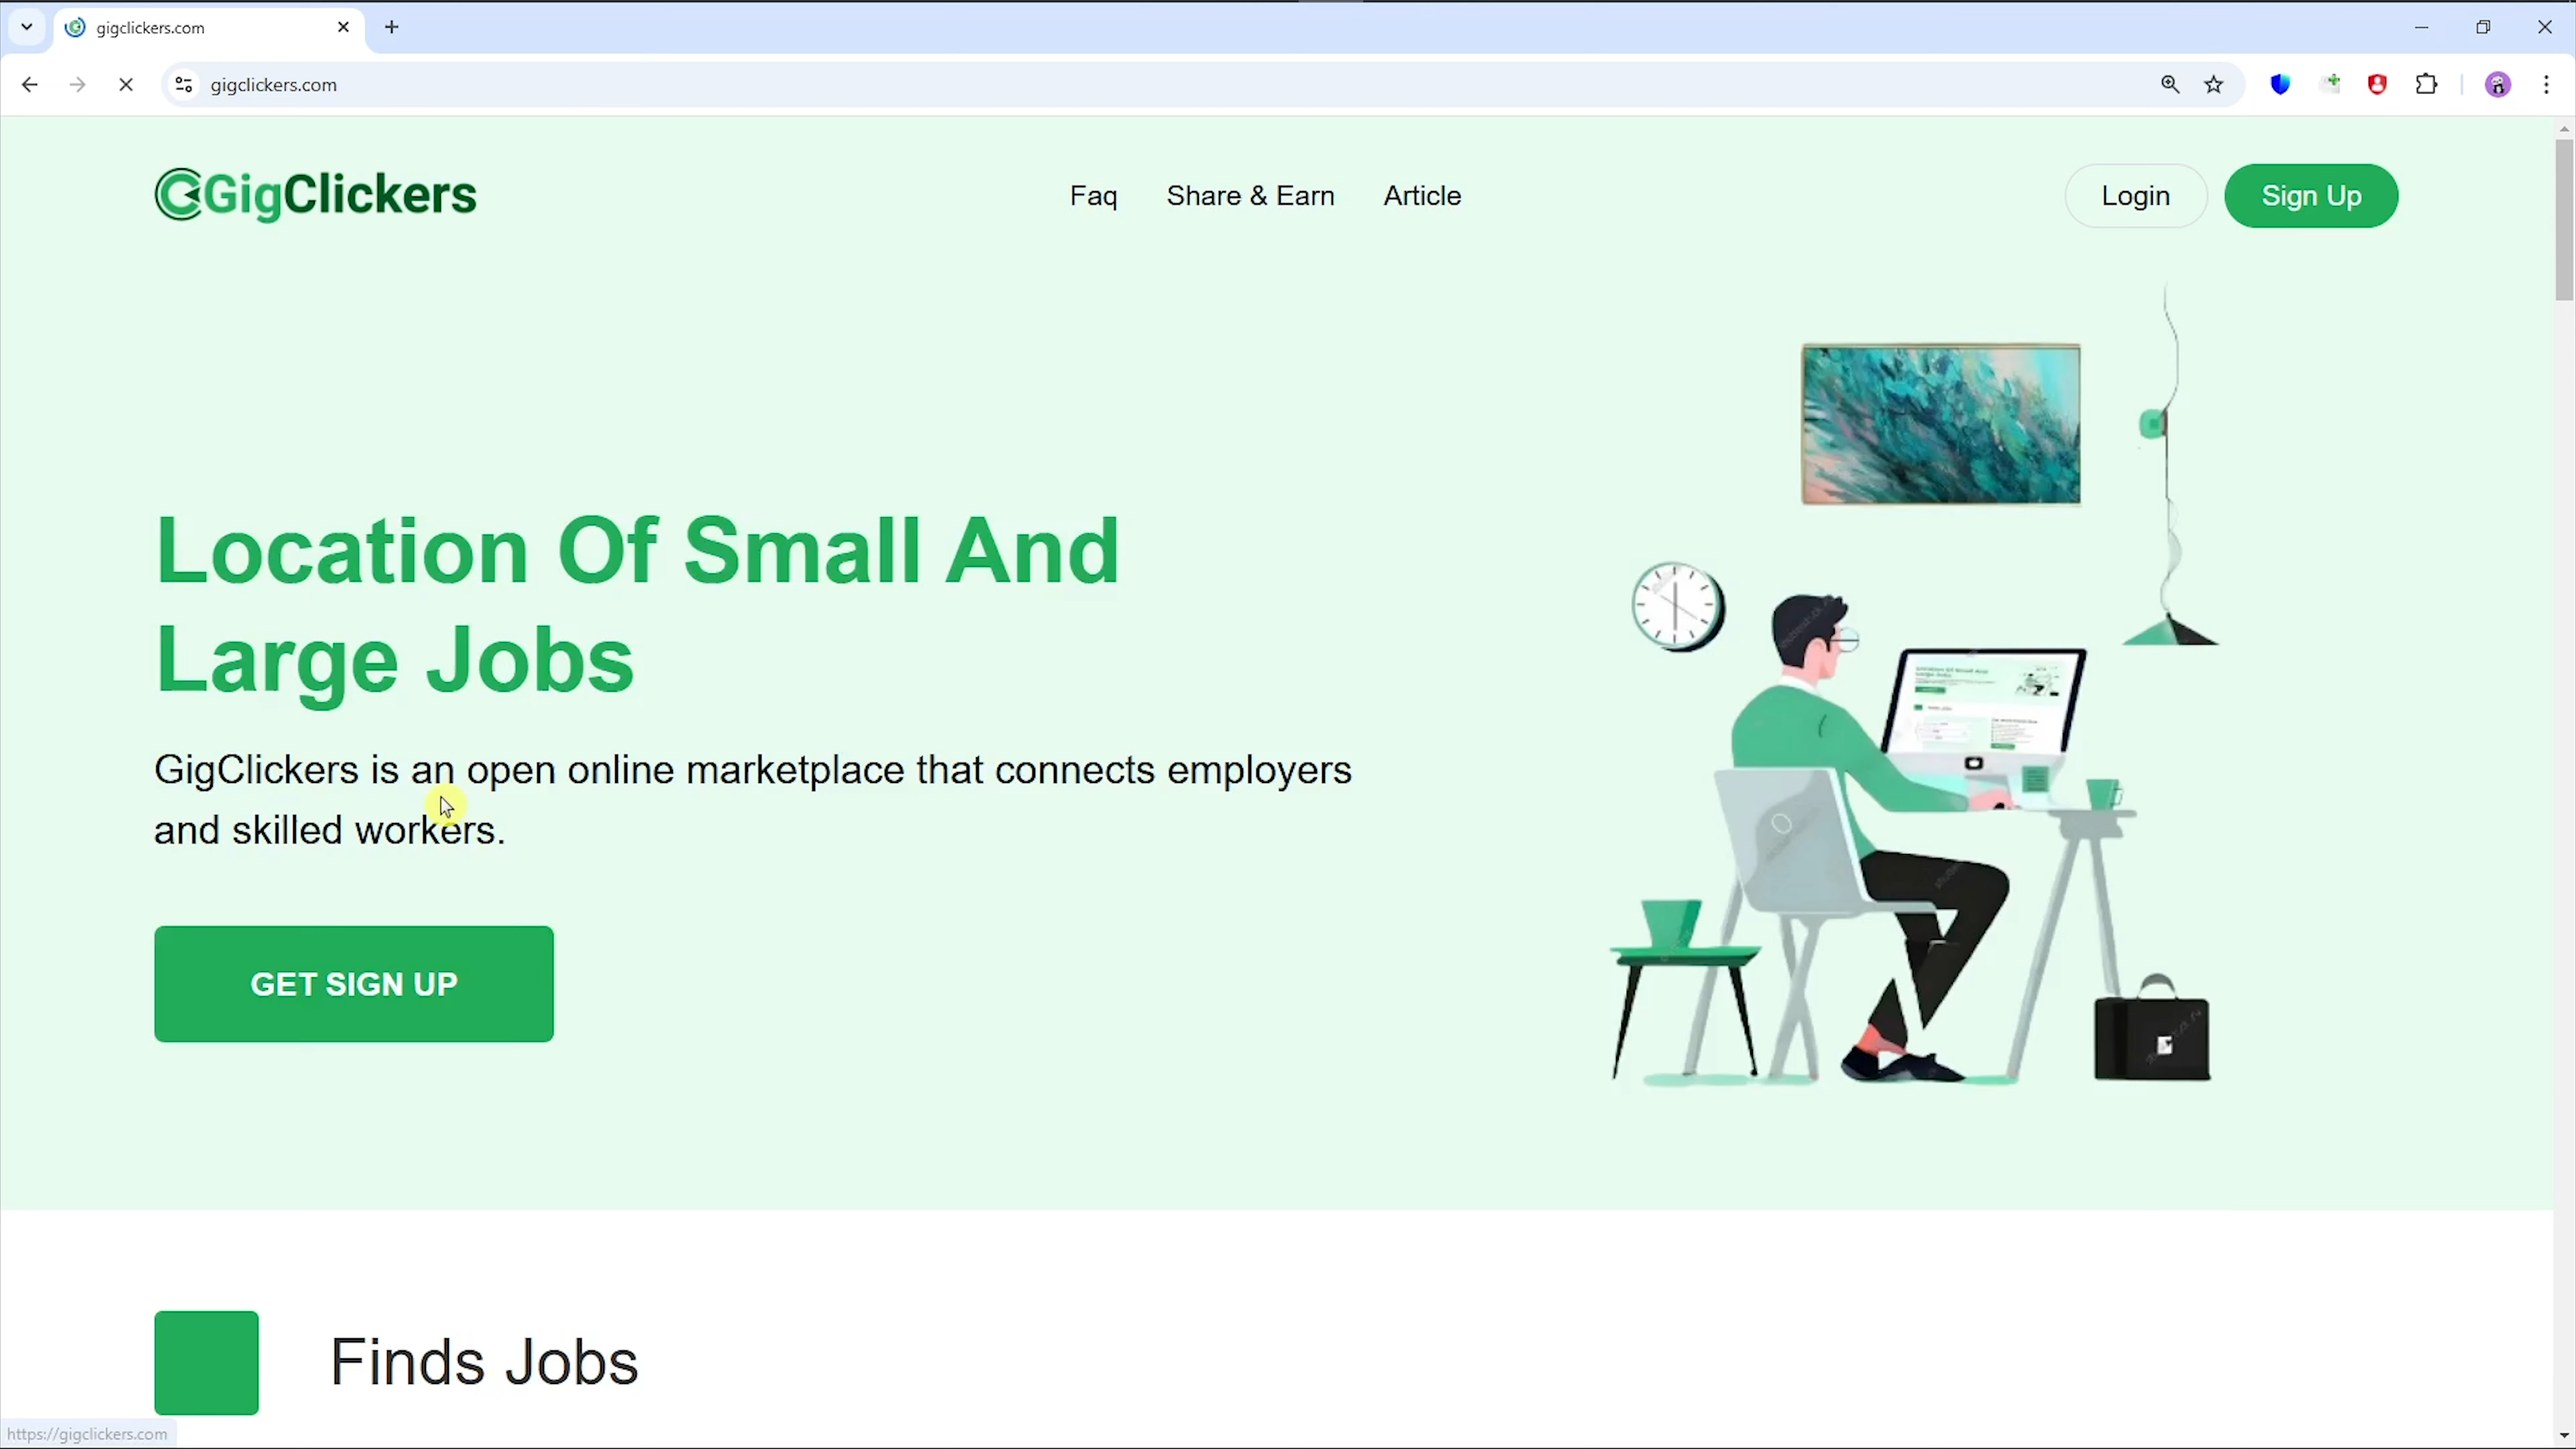 gigclickers.com
gigclickers.com
GigClickers
Faq
Share & Earn
Article
Login
Sign Up
Location Of Small And
Large Jobs
GigClickers is an open online marketplace that connects employers
and skilled workers.
GET SIGN UP
Finds Jobs
https://gigclickers.com